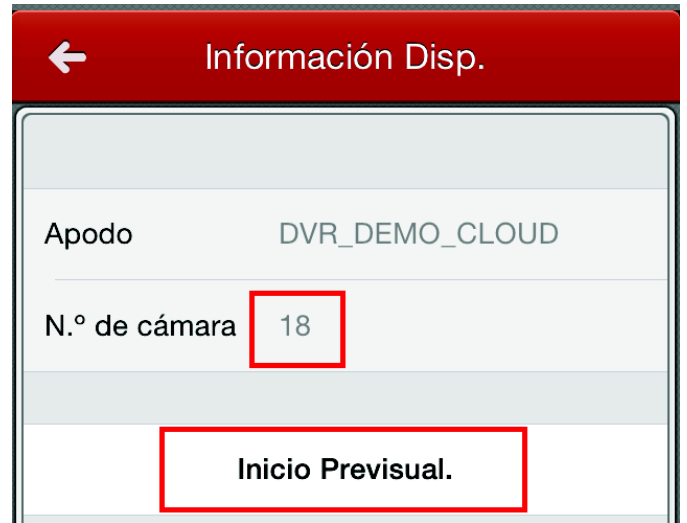 Información Disp.
Apodo DVR_DEMO_CLOUD
N.º de cámara 18
Inicio Previsual.